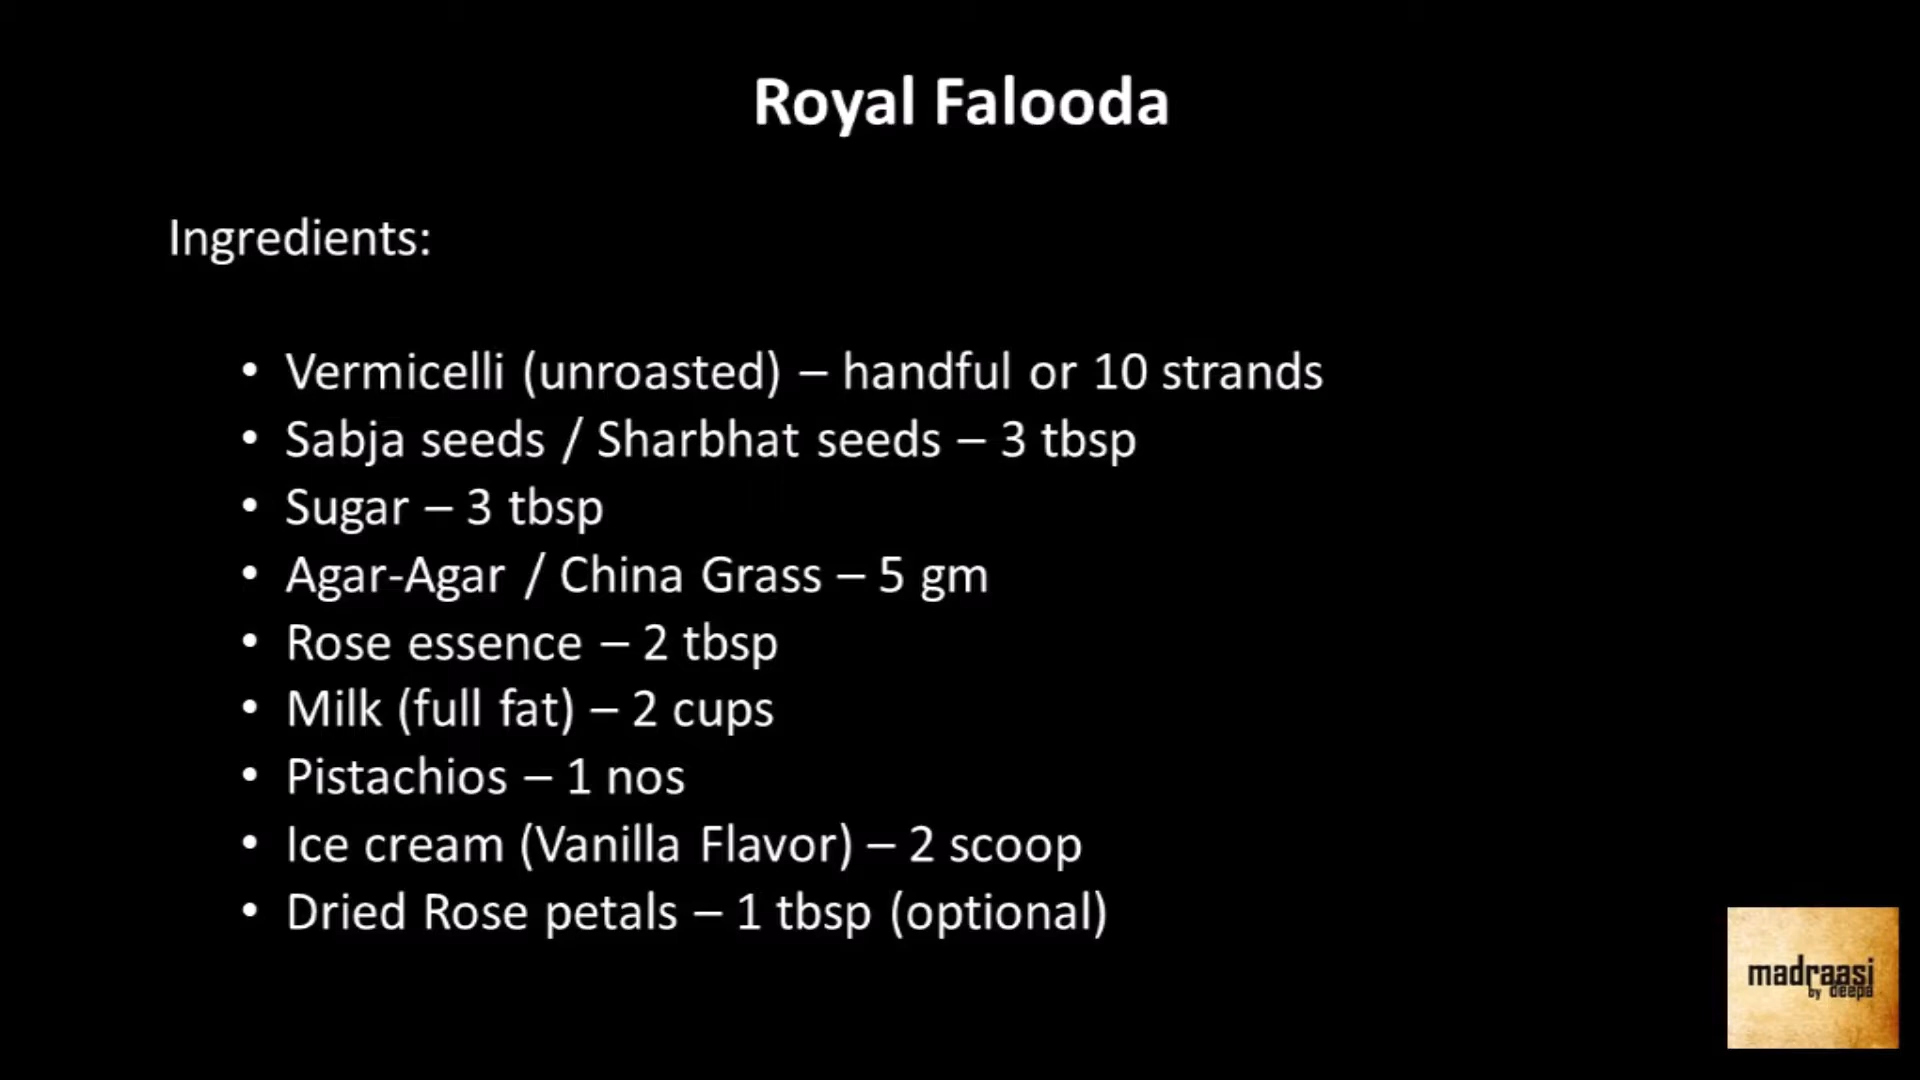 Royal Falooda
Ingredients:
• Vermicelli (unroasted) – handful or 10 strands
• Sabja seeds / Sharbhat seeds – 3 tbsp
• Sugar – 3 tbsp
• Agar-Agar / China Grass – 5 gm
• Rose essence – 2 tbsp
• Milk (full fat) – 2 cups
• Pistachios – 1 nos
• Ice cream (Vanilla Flavor) – 2 scoop
• Dried Rose petals – 1 tbsp (optional)
madraasi
by deepa